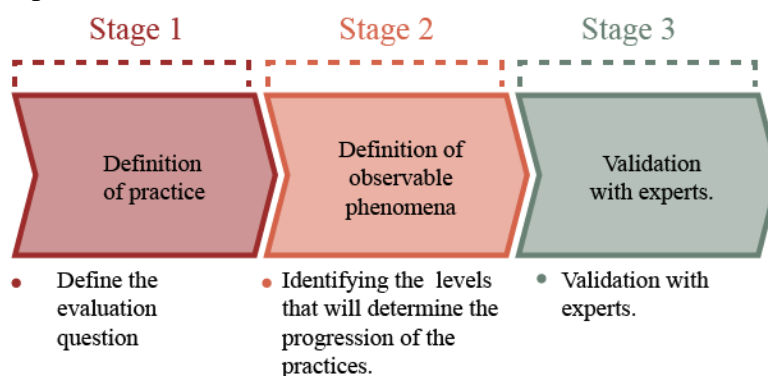 Stage 1
Stage 2
Stage 3
Definition
of practice
Definition of
observable
phenomena
Validation
with experts.
• Define the
evaluation
question
• Identifying the levels
that will determine the
progression of the
practices.
• Validation with
experts.